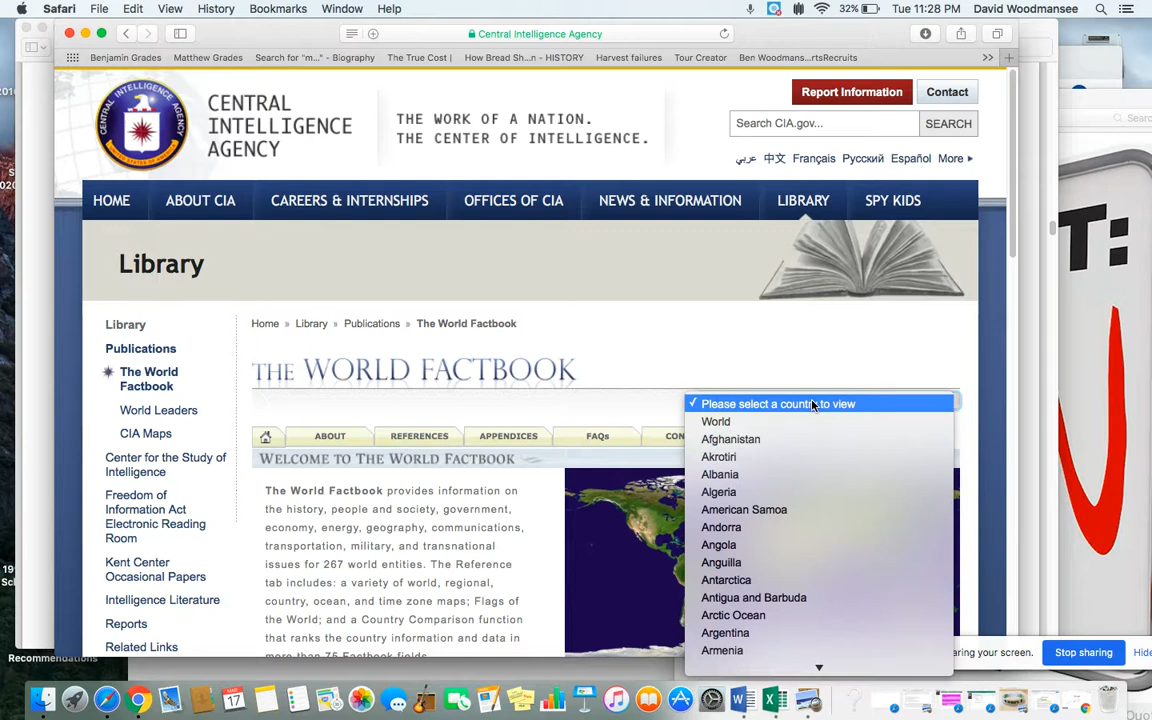 Safari File Edit View History Bookmarks Window Help 32% Tue 11:28 PM David Woodmansee
Central Intelligence Agency
Benjamin Grades Matthew Grades Search for "m..." - Biography The True Cost | How Bread Sh... - HISTORY Harvest failures Tour Creator Ben Woodmans...rtsRecruits
CENTRAL
INTELLIGENCE
AGENCY
THE WORK OF A NATION.
THE CENTER OF INTELLIGENCE.
Report Information Contact
Search CIA.gov... SEARCH
عربي 中文 Français Русский Español More
HOME ABOUT CIA CAREERS & INTERNSHIPS OFFICES OF CIA NEWS & INFORMATION LIBRARY SPY KIDS
Library
Library
Publications
The World
Factbook
World Leaders
CIA Maps
Center for the Study of
Intelligence
Freedom of
Information Act
Electronic Reading
Room
Kent Center
Occasional Papers
Intelligence Literature
Reports
Related Links
Home » Library » Publications » The World Factbook
THE WORLD FACTBOOK
ABOUT REFERENCES APPENDICES FAQs CON
WELCOME TO THE WORLD FACTBOOK
The World Factbook provides information on
the history, people and society, government,
economy, energy, geography, communications,
transportation, military, and transnational
issues for 267 world entities. The Reference
tab includes: a variety of world, regional,
country, ocean, and time zone maps; Flags of
the World; and a Country Comparison function
that ranks the country information and data in
more than 75 Factbook fields.
Please select a country to view
World
Afghanistan
Akrotiri
Albania
Algeria
American Samoa
Andorra
Angola
Anguilla
Antarctica
Antigua and Barbuda
Arctic Ocean
Argentina
Armenia
T:
aring your screen. Stop sharing Hide
Recommendations